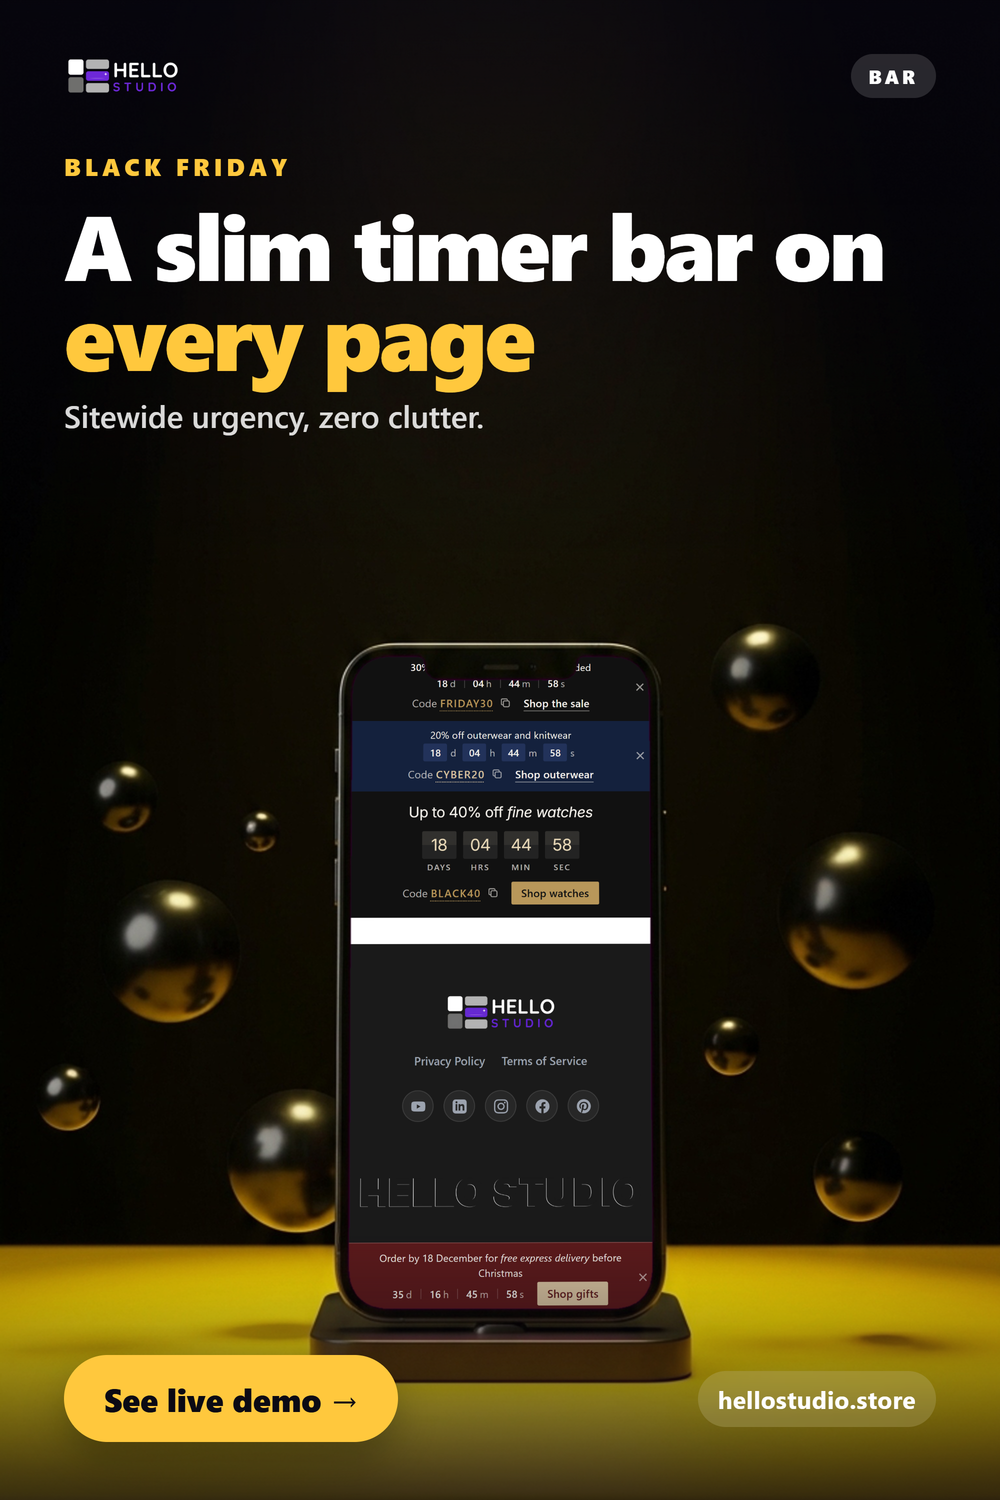 HELLO
STUDIO
BAR
BLACK FRIDAY
A slim timer bar on
every page
Sitewide urgency, zero clutter.
18 d 04 h 44 m 58 s
Code FRIDAY30 Shop the sale
20% off outerwear and knitwear
18 d 04 h 44 m 58 s
Code CYBER20 Shop outerwear
Up to 40% off fine watches
18 04 44 58
DAYS HRS MIN SEC
Code BLACK40 Shop watches
HELLO
STUDIO
Privacy Policy Terms of Service
HELLO STUDIO
Order by 18 December for free express delivery before
Christmas
35 d 16 h 45 m 58 s Shop gifts
See live demo →
hellostudio.store